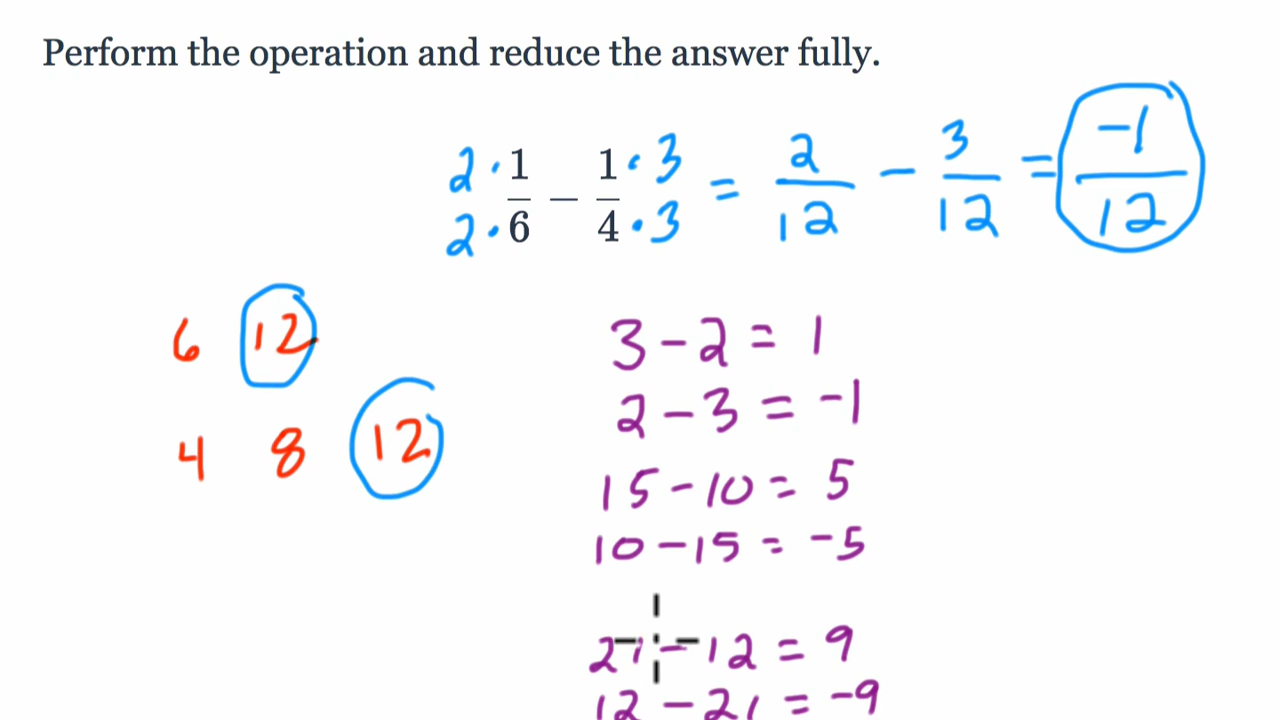 Perform the operation and reduce the answer fully.
2 · 1/6 − 1/4 · 3 = 2/12 − 3/12 = −1/12
2 · · 3
6 12
4 8 12
3 − 2 = 1
2 − 3 = −1
15 − 10 = 5
10 − 15 = −5
21 − 12 = 9
12 − 21 = −9